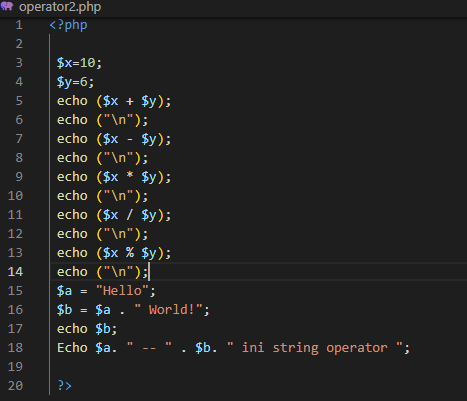 operator2.php
1 <?php
2
3 $x=10;
4 $y=6;
5 echo ($x + $y);
6 echo ("\n");
7 echo ($x - $y);
8 echo ("\n");
9 echo ($x * $y);
10 echo ("\n");
11 echo ($x / $y);
12 echo ("\n");
13 echo ($x % $y);
14 echo ("\n");
15 $a = "Hello";
16 $b = $a . " World!";
17 echo $b;
18 Echo $a. " -- " . $b. " ini string operator ";
19
20 ?>